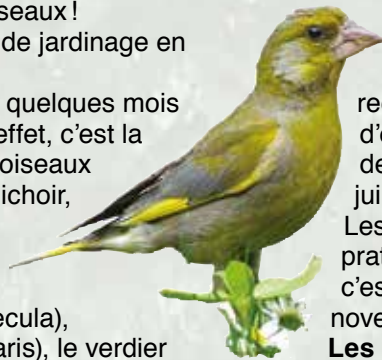 seaux !
de jardinage en
quelques mois
effet, c'est la
oiseaux
ichoir,
ecula),
aris), le verdier
re
de
jui
Les
prat
c'es
nove
Les